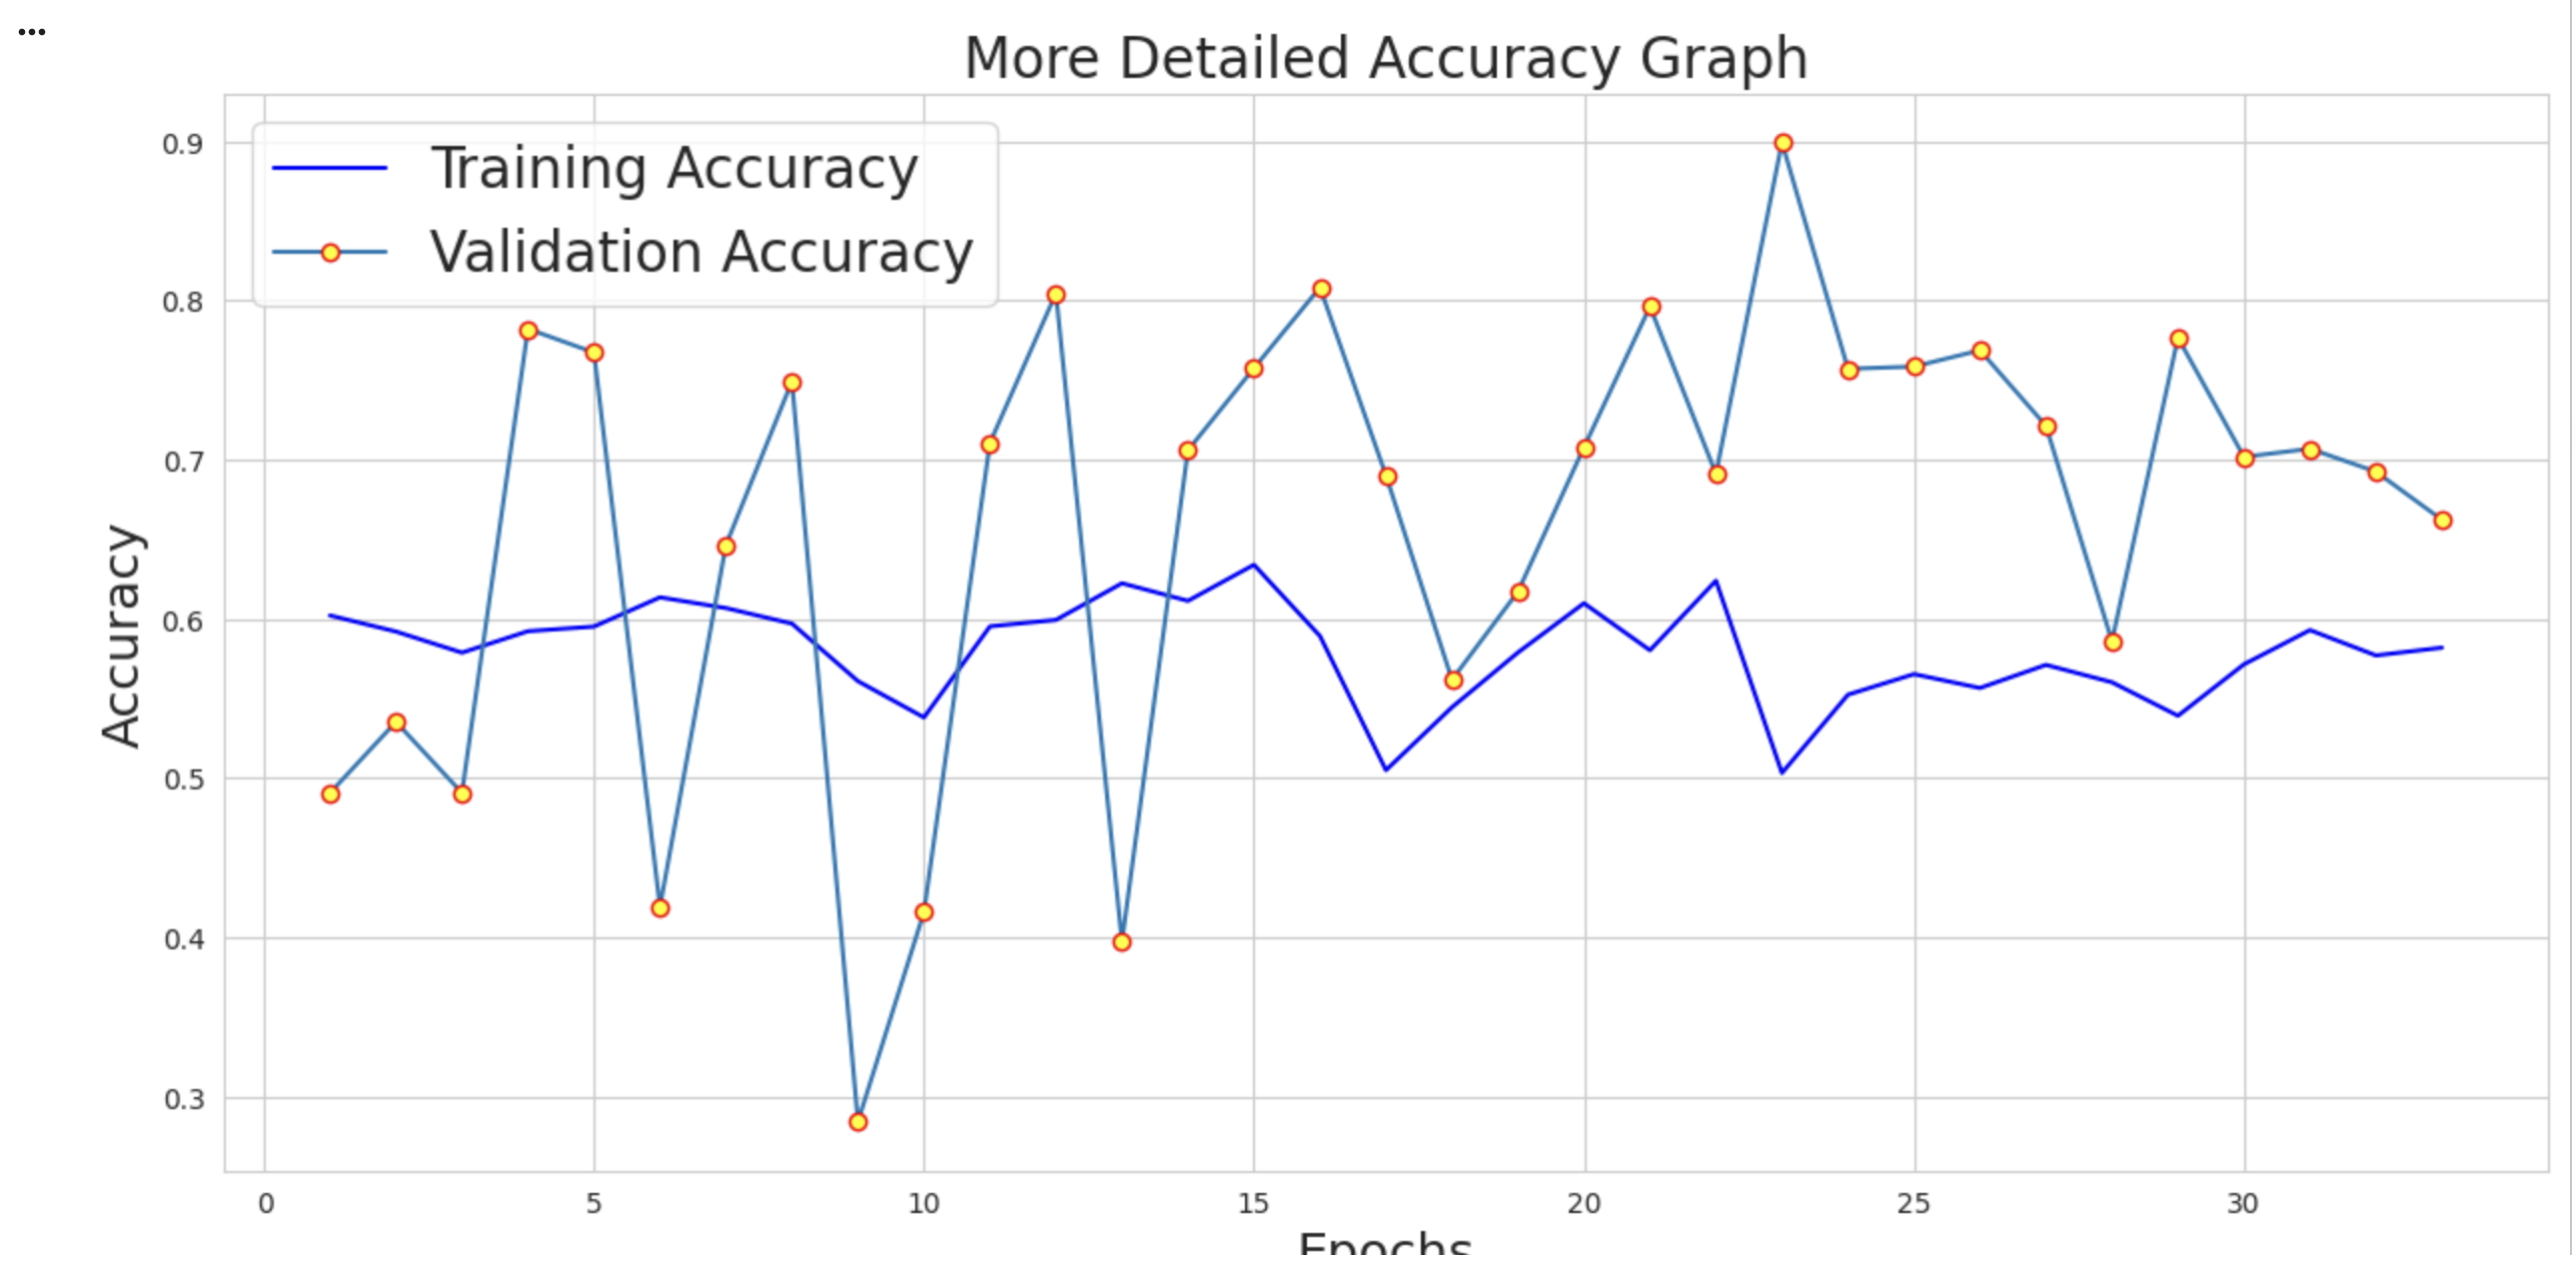 ...
More Detailed Accuracy Graph
Training Accuracy
Validation Accuracy
0.9
0.8
0.7
0.6
0.5
0.4
0.3
Accuracy
0 5 10 15 20 25 30
Epochs